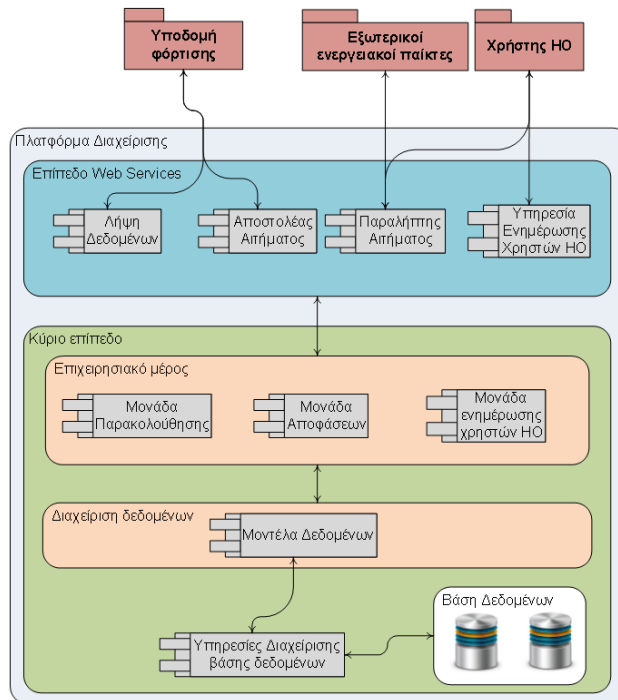 Υποδομή
φόρτισης
Εξωτερικοί
ενεργειακοί παίκτες
Χρήστης ΗΟ
Πλατφόρμα Διαχείρισης
Επίπεδο Web Services
Λήψη
Δεδομένων
Αποστολέας
Αιτήματος
Παραλήπτης
Αιτήματος
Υπηρεσία
Ενημέρωσης
Χρηστών ΗΟ
Κύριο επίπεδο
Επιχειρησιακό μέρος
Μονάδα
Παρακολούθησης
Μονάδα
Αποφάσεων
Μονάδα
ενημέρωσης
χρηστών ΗΟ
Διαχείριση δεδομένων
Μοντέλα Δεδομένων
Βάση Δεδομένων
Υπηρεσίες Διαχείρισης
βάσης δεδομένων